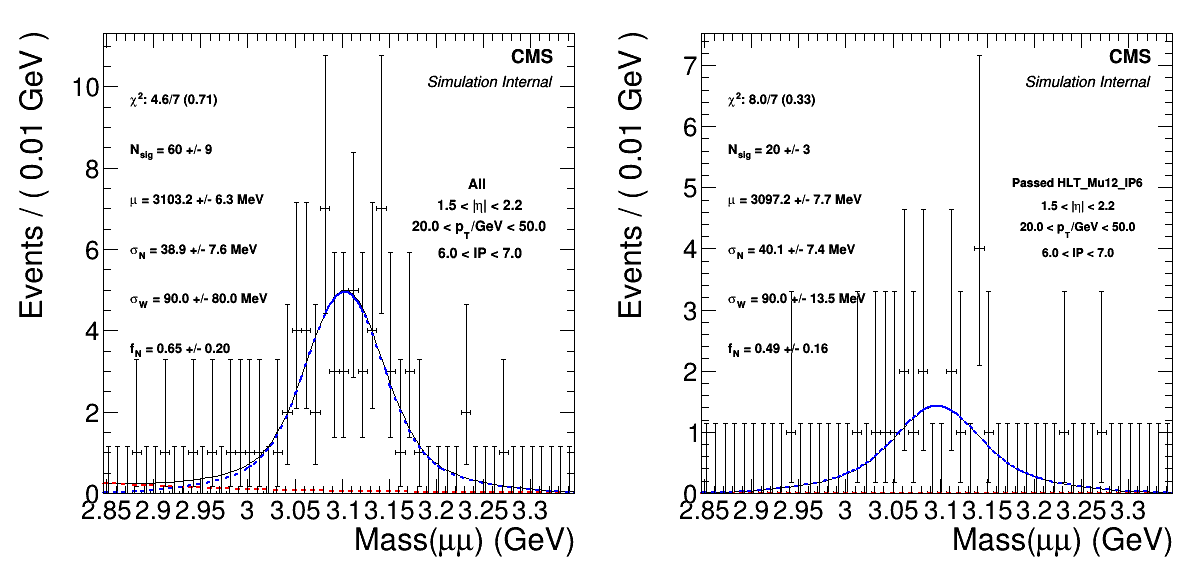 CMS
Simulation Internal
χ²: 4.6/7 (0.71)
N_sig = 60 +/- 9
μ = 3103.2 +/- 6.3 MeV
σ_N = 38.9 +/- 7.6 MeV
σ_W = 90.0 +/- 80.0 MeV
f_N = 0.65 +/- 0.20
All
1.5 < |η| < 2.2
20.0 < p_T/GeV < 50.0
6.0 < IP < 7.0
Events / ( 0.01 GeV )
10
8
6
4
2
0
2.85 2.9 2.95 3 3.05 3.1 3.15 3.2 3.25 3.3
Mass(μμ) (GeV)
CMS
Simulation Internal
χ²: 8.0/7 (0.33)
N_sig = 20 +/- 3
μ = 3097.2 +/- 7.7 MeV
σ_N = 40.1 +/- 7.4 MeV
σ_W = 90.0 +/- 13.5 MeV
f_N = 0.49 +/- 0.16
Passed HLT_Mu12_IP6
1.5 < |η| < 2.2
20.0 < p_T/GeV < 50.0
6.0 < IP < 7.0
Events / ( 0.01 GeV )
7
6
5
4
3
2
1
0
2.85 2.9 2.95 3 3.05 3.1 3.15 3.2 3.25 3.3
Mass(μμ) (GeV)